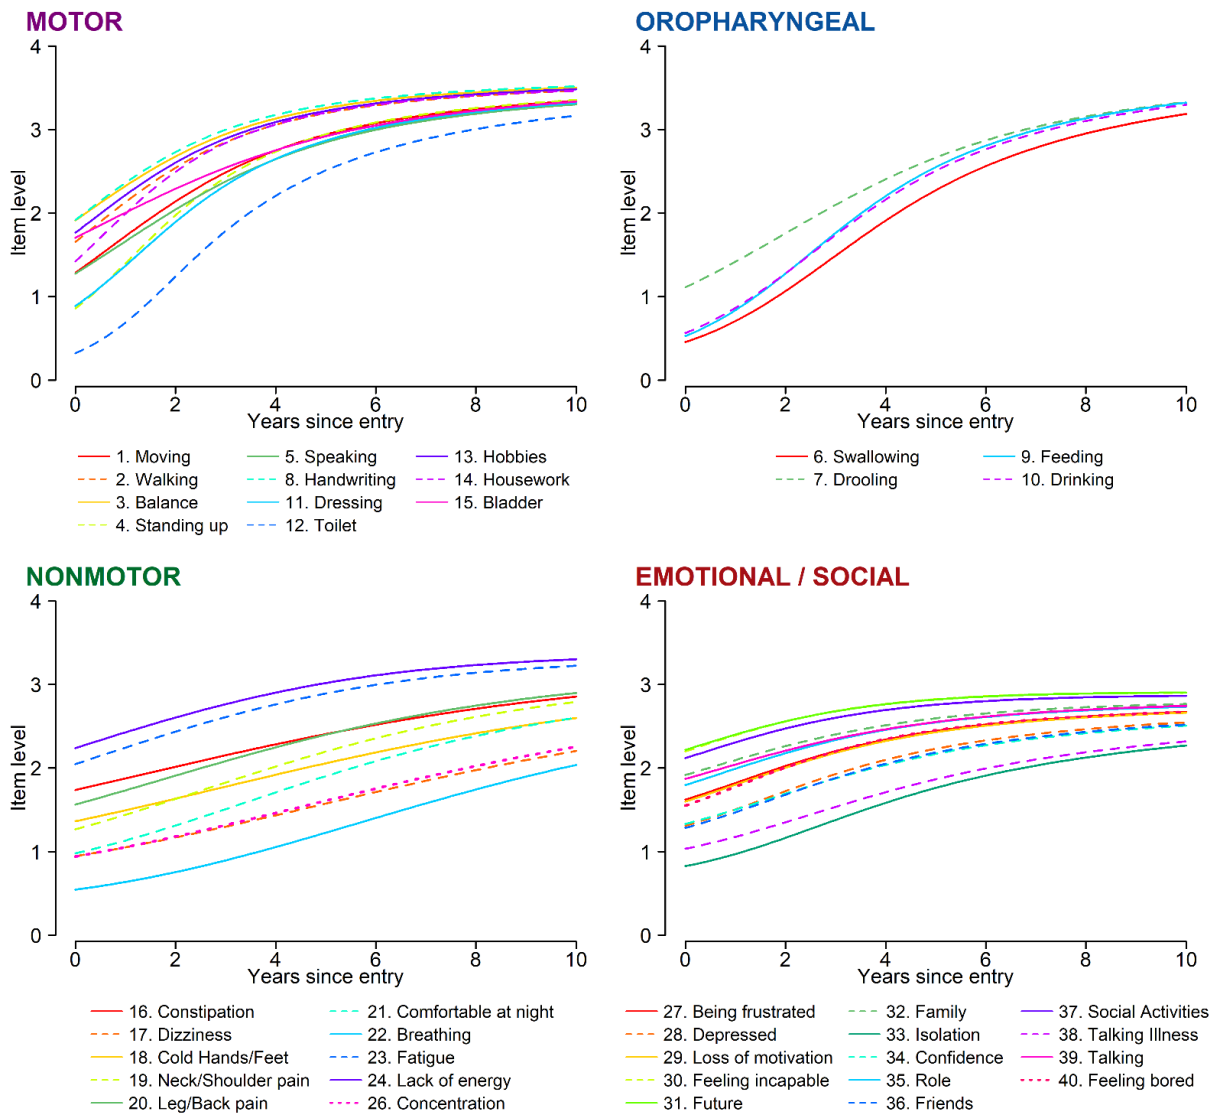 MOTOR
4
3
2
1
0
Item level
0 2 4 6 8 10
Years since entry
1. Moving 5. Speaking 13. Hobbies
2. Walking 8. Handwriting 14. Housework
3. Balance 11. Dressing 15. Bladder
4. Standing up 12. Toilet
OROPHARYNGEAL
4
3
2
1
0
Item level
0 2 4 6 8 10
Years since entry
6. Swallowing 9. Feeding
7. Drooling 10. Drinking
NONMOTOR
4
3
2
1
0
Item level
0 2 4 6 8 10
Years since entry
16. Constipation 21. Comfortable at night
17. Dizziness 22. Breathing
18. Cold Hands/Feet 23. Fatigue
19. Neck/Shoulder pain 24. Lack of energy
20. Leg/Back pain 26. Concentration
EMOTIONAL / SOCIAL
4
3
2
1
0
Item level
0 2 4 6 8 10
Years since entry
27. Being frustrated 32. Family 37. Social Activities
28. Depressed 33. Isolation 38. Talking Illness
29. Loss of motivation 34. Confidence 39. Talking
30. Feeling incapable 35. Role 40. Feeling bored
31. Future 36. Friends